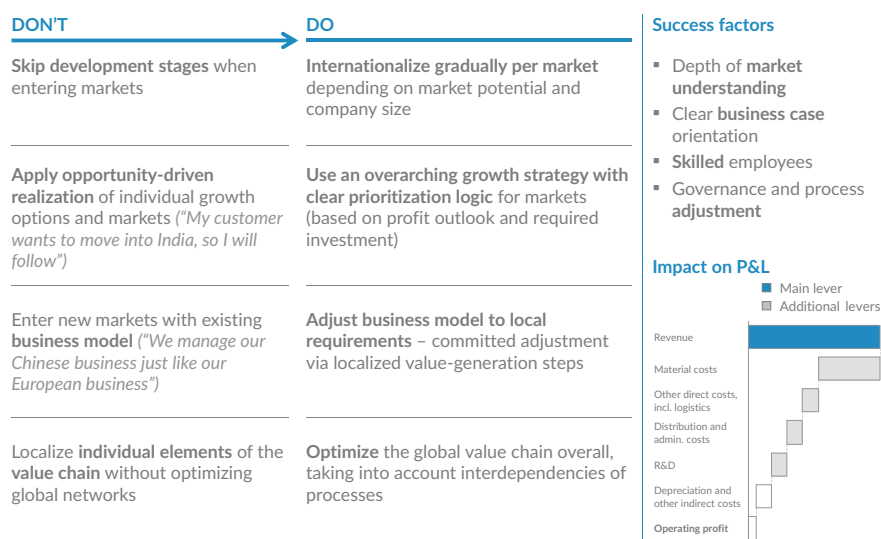 DON’T
Skip development stages when
entering markets
Apply opportunity-driven
realization of individual growth
options and markets (“My customer
wants to move into India, so I will
follow”)
Enter new markets with existing
business model (“We manage our
Chinese business just like our
European business”)
Localize individual elements of the
value chain without optimizing
global networks
DO
Internationalize gradually per market
depending on market potential and
company size
Use an overarching growth strategy with
clear prioritization logic for markets
(based on profit outlook and required
investment)
Adjust business model to local
requirements – committed adjustment
via localized value-generation steps
Optimize the global value chain overall,
taking into account interdependencies of
processes
Success factors
▪ Depth of market
understanding
▪ Clear business case
orientation
▪ Skilled employees
▪ Governance and process
adjustment
Impact on P&L
Main lever
Additional levers
Revenue
Material costs
Other direct costs,
incl. logistics
Distribution and
admin. costs
R&D
Depreciation and
other indirect costs
Operating profit